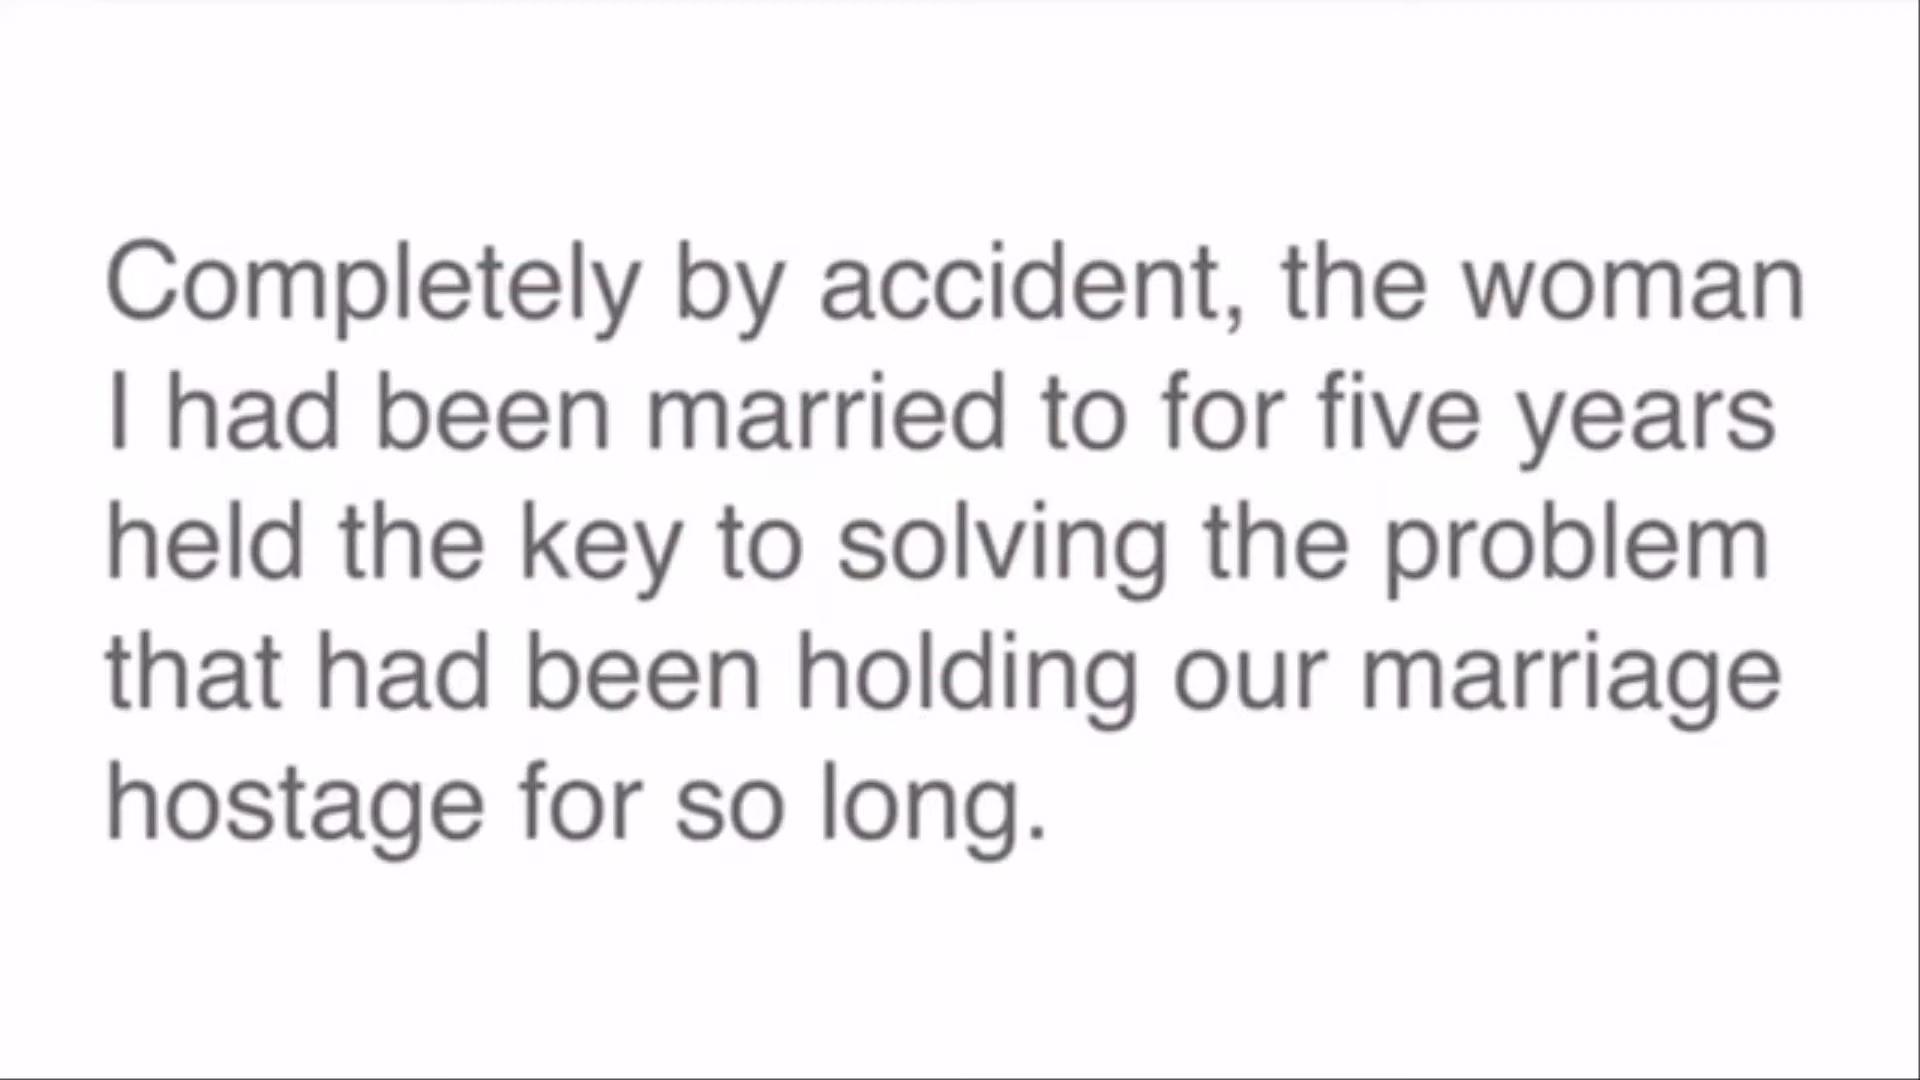 Completely by accident, the woman
I had been married to for five years
held the key to solving the problem
that had been holding our marriage
hostage for so long.